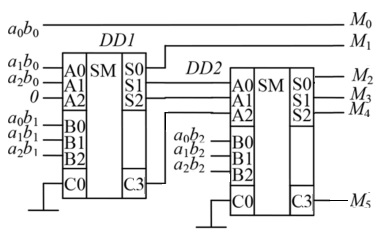 a₀b₀ M₀
DD1 M₁
a₁b₀ A0 SM S0 DD2 M₂
a₂b₀ A1 S1 A0 SM S0 M₃
0 A2 S2 A1 S1 M₄
A2 S2
a₀b₁ B0
a₁b₁ B1 a₀b₂ B0
a₂b₁ B2 a₁b₂ B1
a₂b₂ B2
C0 C3
C0 C3 M₅